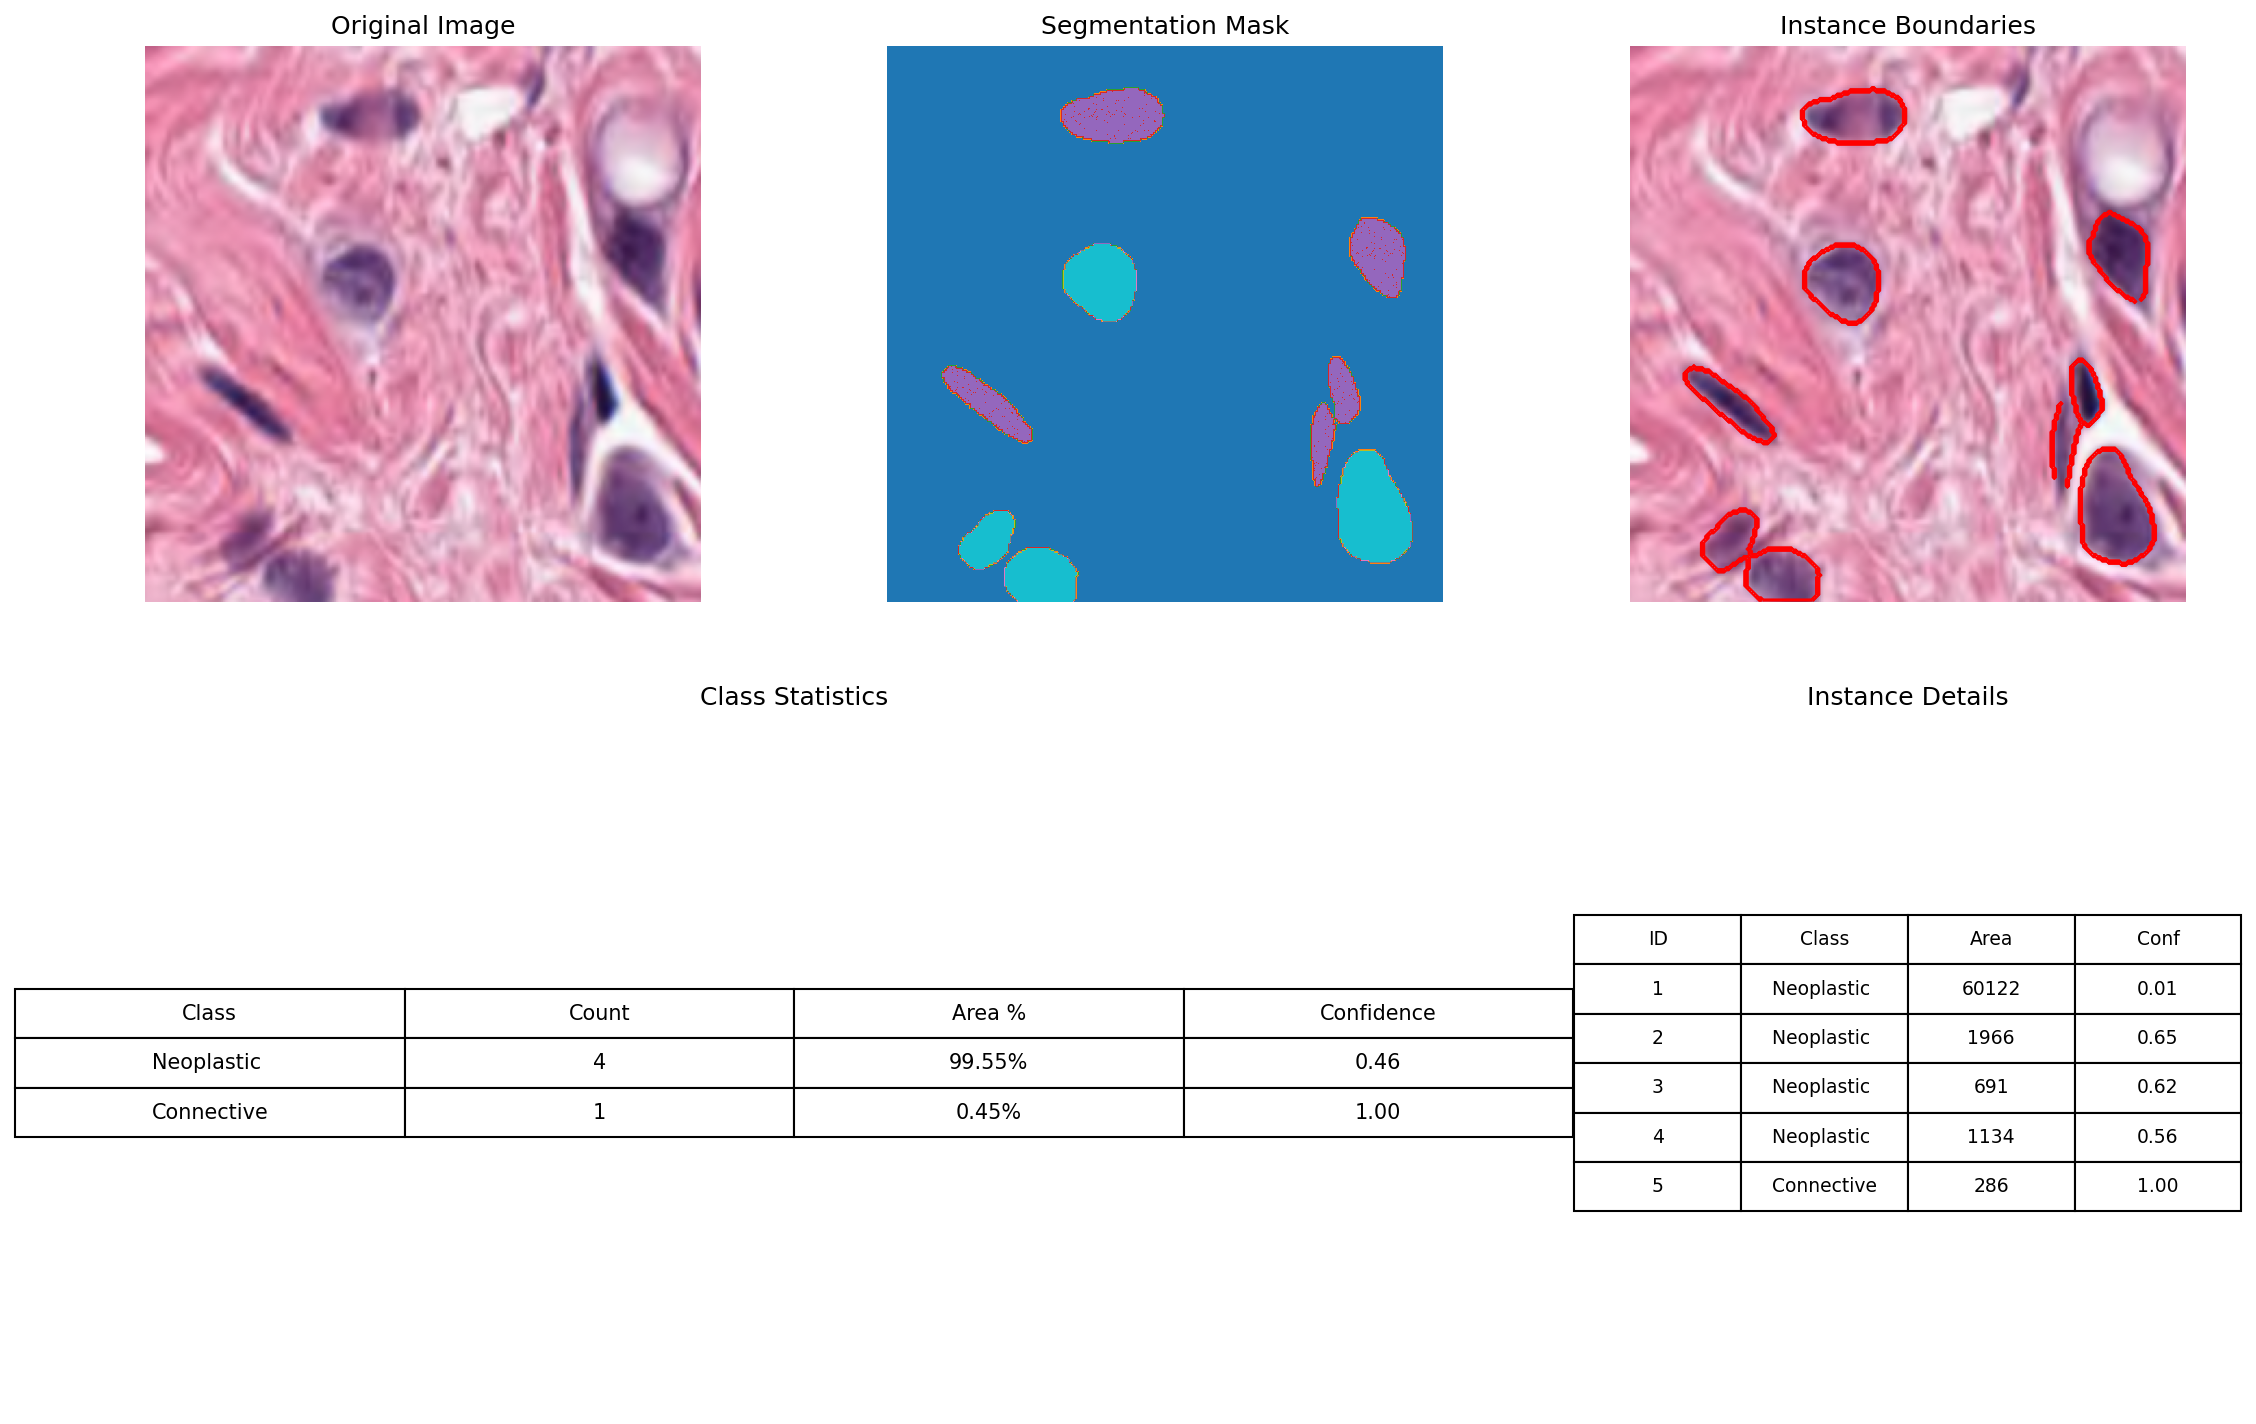 Original Image Segmentation Mask Instance Boundaries
Class Statistics
Class Count Area % Confidence
Neoplastic 4 99.55% 0.46
Connective 1 0.45% 1.00
Instance Details
ID Class Area Conf
1 Neoplastic 60122 0.01
2 Neoplastic 1966 0.65
3 Neoplastic 691 0.62
4 Neoplastic 1134 0.56
5 Connective 286 1.00